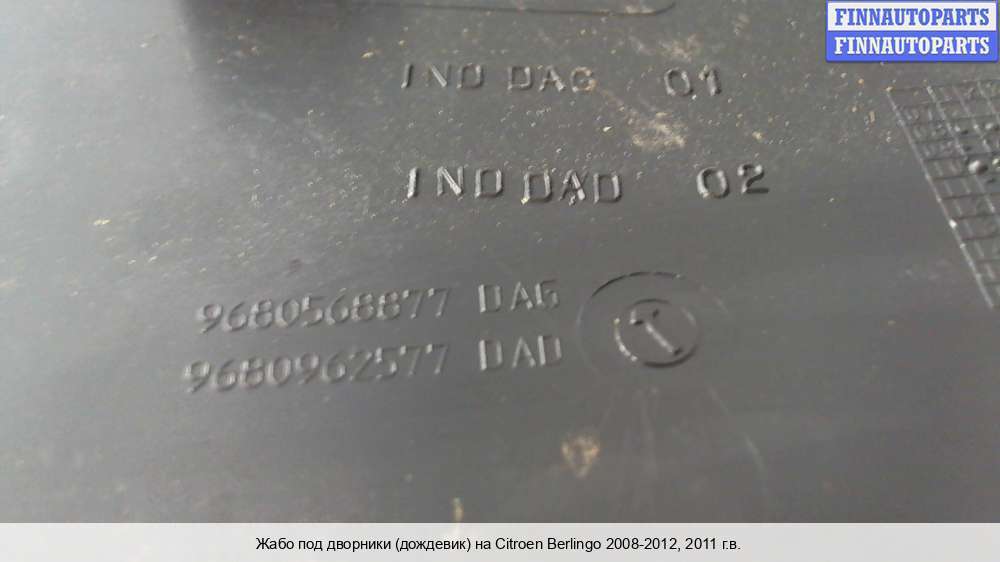 FINNAUTOPARTS
FINNAUTOPARTS
IND DAG 01
IND DAD 02
9680568877 DAG
9680962577 DAD
T
Жабо под дворники (дождевик) на Citroen Berlingo 2008-2012, 2011 г.в.